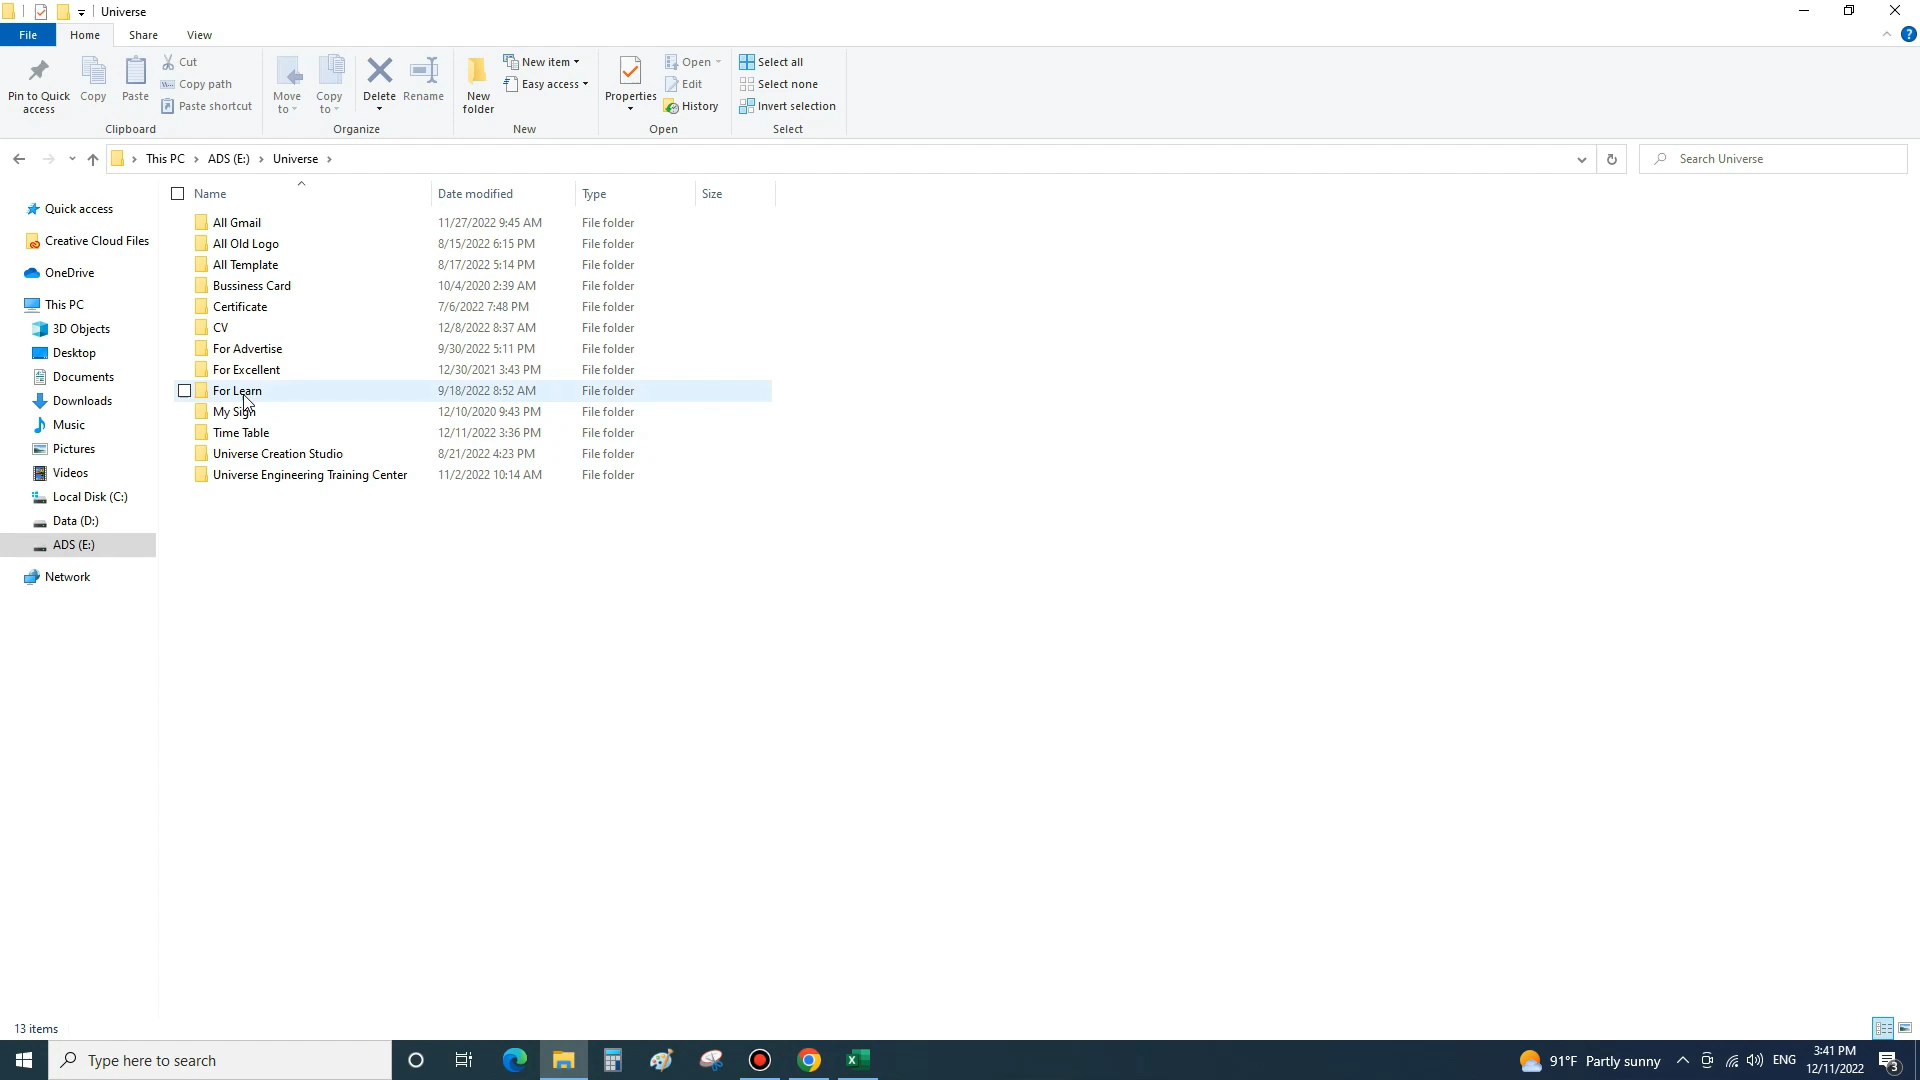 Universe
File Home Share View
Pin to Quick access
Copy
Paste
Cut
Copy path
Paste shortcut
Clipboard
Move to
Copy to
Delete
Rename
Organize
New folder
New item
Easy access
New
Properties
Open
Edit
History
Open
Select all
Select none
Invert selection
Select
This PC > ADS (E:) > Universe >
Search Universe
Quick access
Creative Cloud Files
OneDrive
This PC
3D Objects
Desktop
Documents
Downloads
Music
Pictures
Videos
Local Disk (C:)
Data (D:)
ADS (E:)
Network
Name Date modified Type Size
All Gmail 11/27/2022 9:45 AM File folder
All Old Logo 8/15/2022 6:15 PM File folder
All Template 8/17/2022 5:14 PM File folder
Bussiness Card 10/4/2020 2:39 AM File folder
Certificate 7/6/2022 7:48 PM File folder
CV 12/8/2022 8:37 AM File folder
For Advertise 9/30/2022 5:11 PM File folder
For Excellent 12/30/2021 3:43 PM File folder
For Learn 9/18/2022 8:52 AM File folder
My Sign 12/10/2020 9:43 PM File folder
Time Table 12/11/2022 3:36 PM File folder
Universe Creation Studio 8/21/2022 4:23 PM File folder
Universe Engineering Training Center 11/2/2022 10:14 AM File folder
13 items
Type here to search
91°F Partly sunny
ENG
3:41 PM
12/11/2022
3